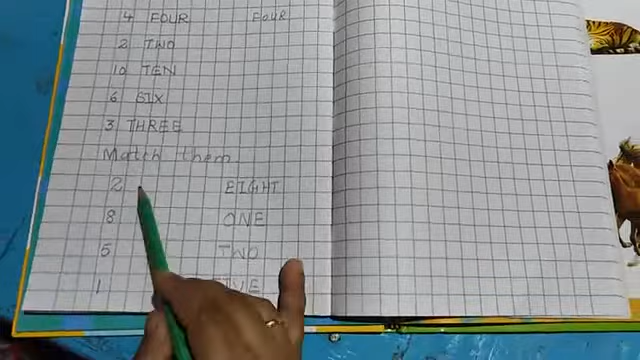 4 FOUR FOUR
2 TWO
10 TEN
6 SIX
3 THREE
Match them
2 EIGHT
8 ONE
5 TWO
1